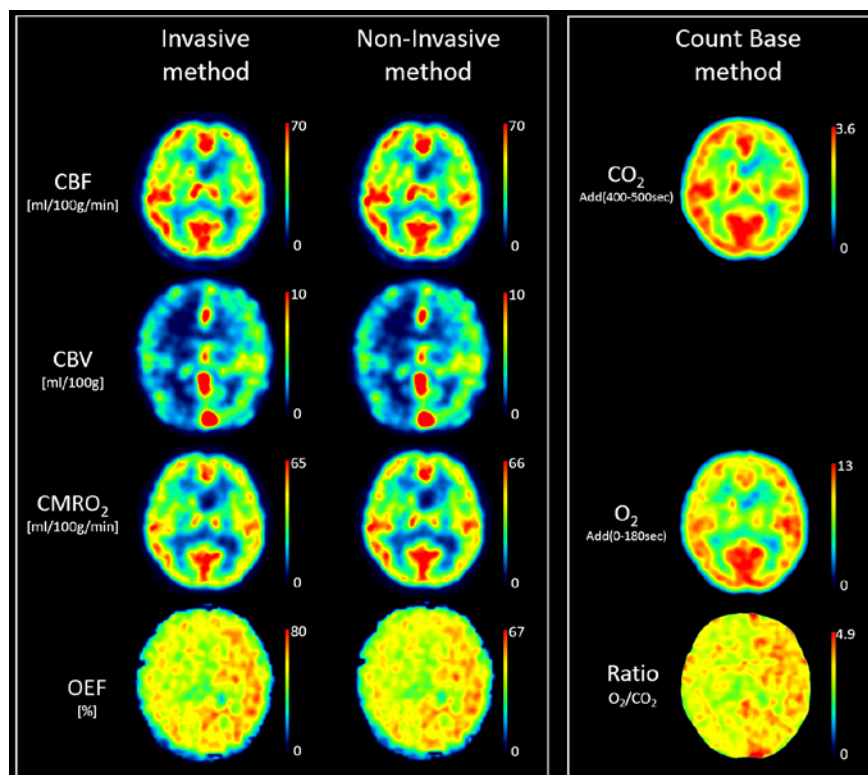 Invasive
method
Non-Invasive
method
Count Base
method
CBF
[ml/100g/min]
70
0
70
0
CO₂
Add(400-500sec)
3.6
0
CBV
[ml/100g]
10
0
10
0
CMRO₂
[ml/100g/min]
65
0
66
0
O₂
Add(0-180sec)
13
0
OEF
[%]
80
0
67
0
Ratio
O₂/CO₂
4.9
0